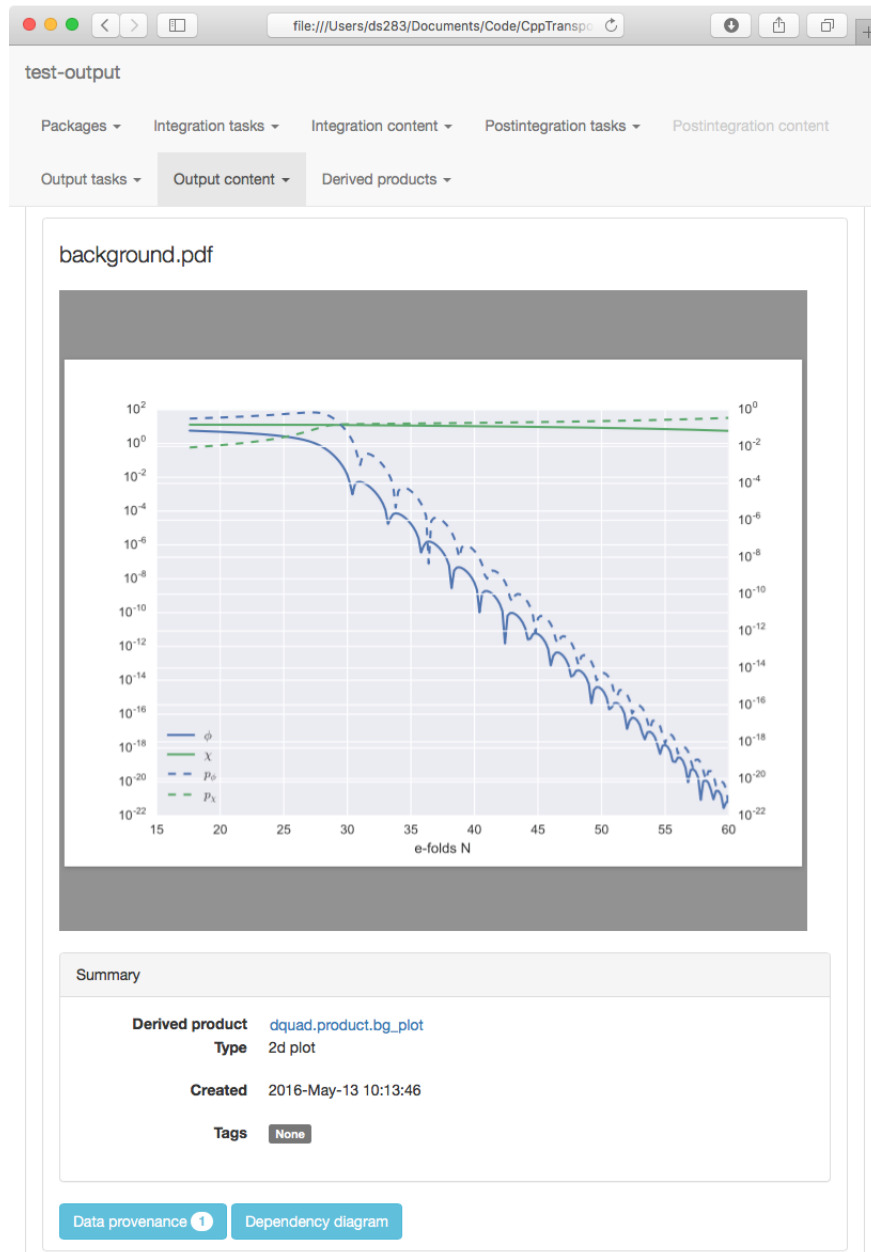 file:///Users/ds283/Documents/Code/CppTranspo
test-output
Packages Integration tasks Integration content Postintegration tasks Postintegration content
Output tasks Output content Derived products
background.pdf
10^2 10^0
10^0 10^-2
10^-2 10^-4
10^-4 10^-6
10^-6 10^-8
10^-8 10^-10
10^-10 10^-12
10^-12 10^-14
10^-14 10^-16
10^-16 10^-18
10^-18 10^-20
10^-20 10^-22
10^-22
ϕ
χ
p_ϕ
p_χ
15 20 25 30 35 40 45 50 55 60
e-folds N
Summary
Derived product dquad.product.bg_plot
Type 2d plot
Created 2016-May-13 10:13:46
Tags None
Data provenance 1 Dependency diagram